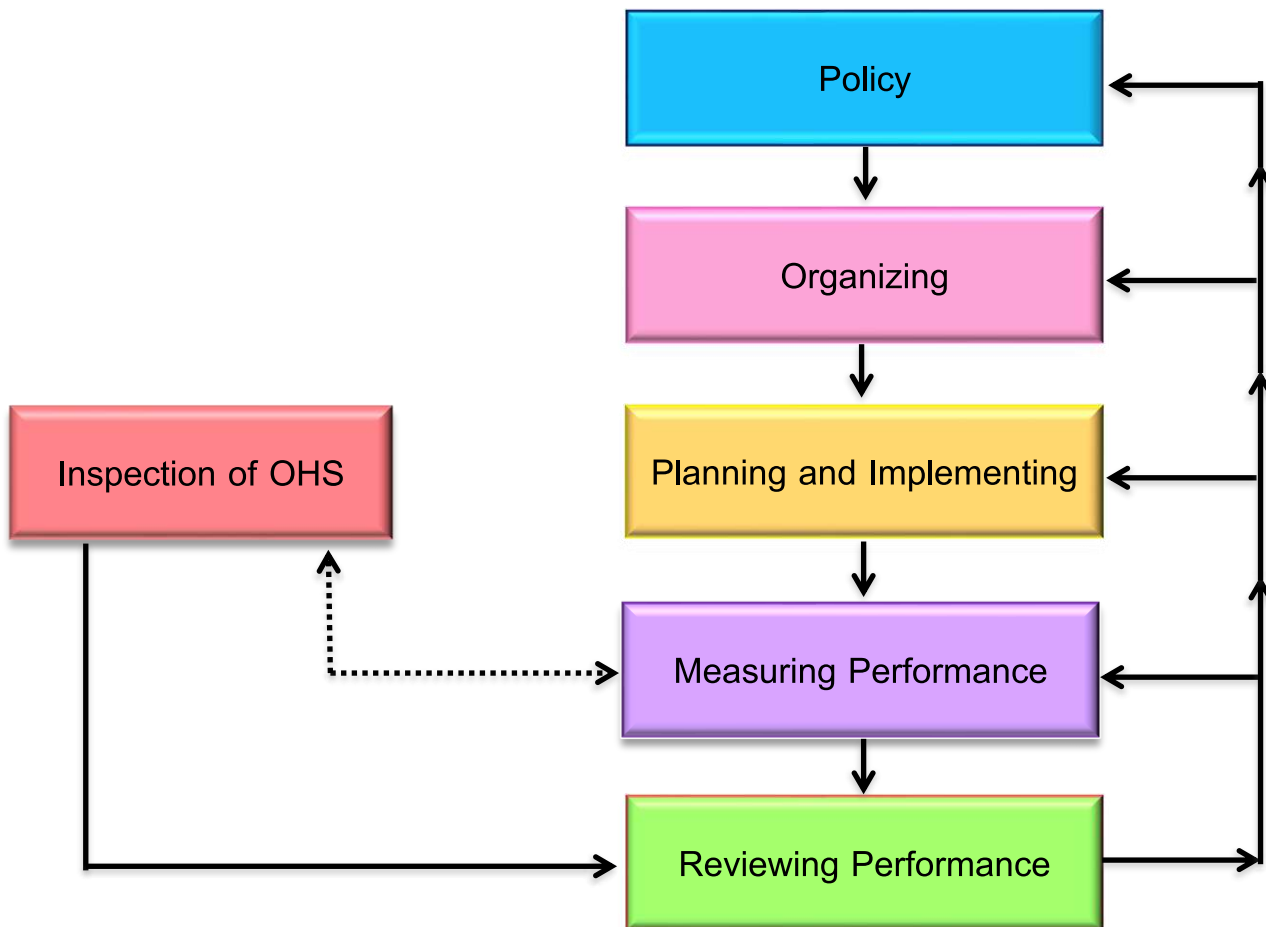 Policy
Organizing
Inspection of OHS
Planning and Implementing
Measuring Performance
Reviewing Performance